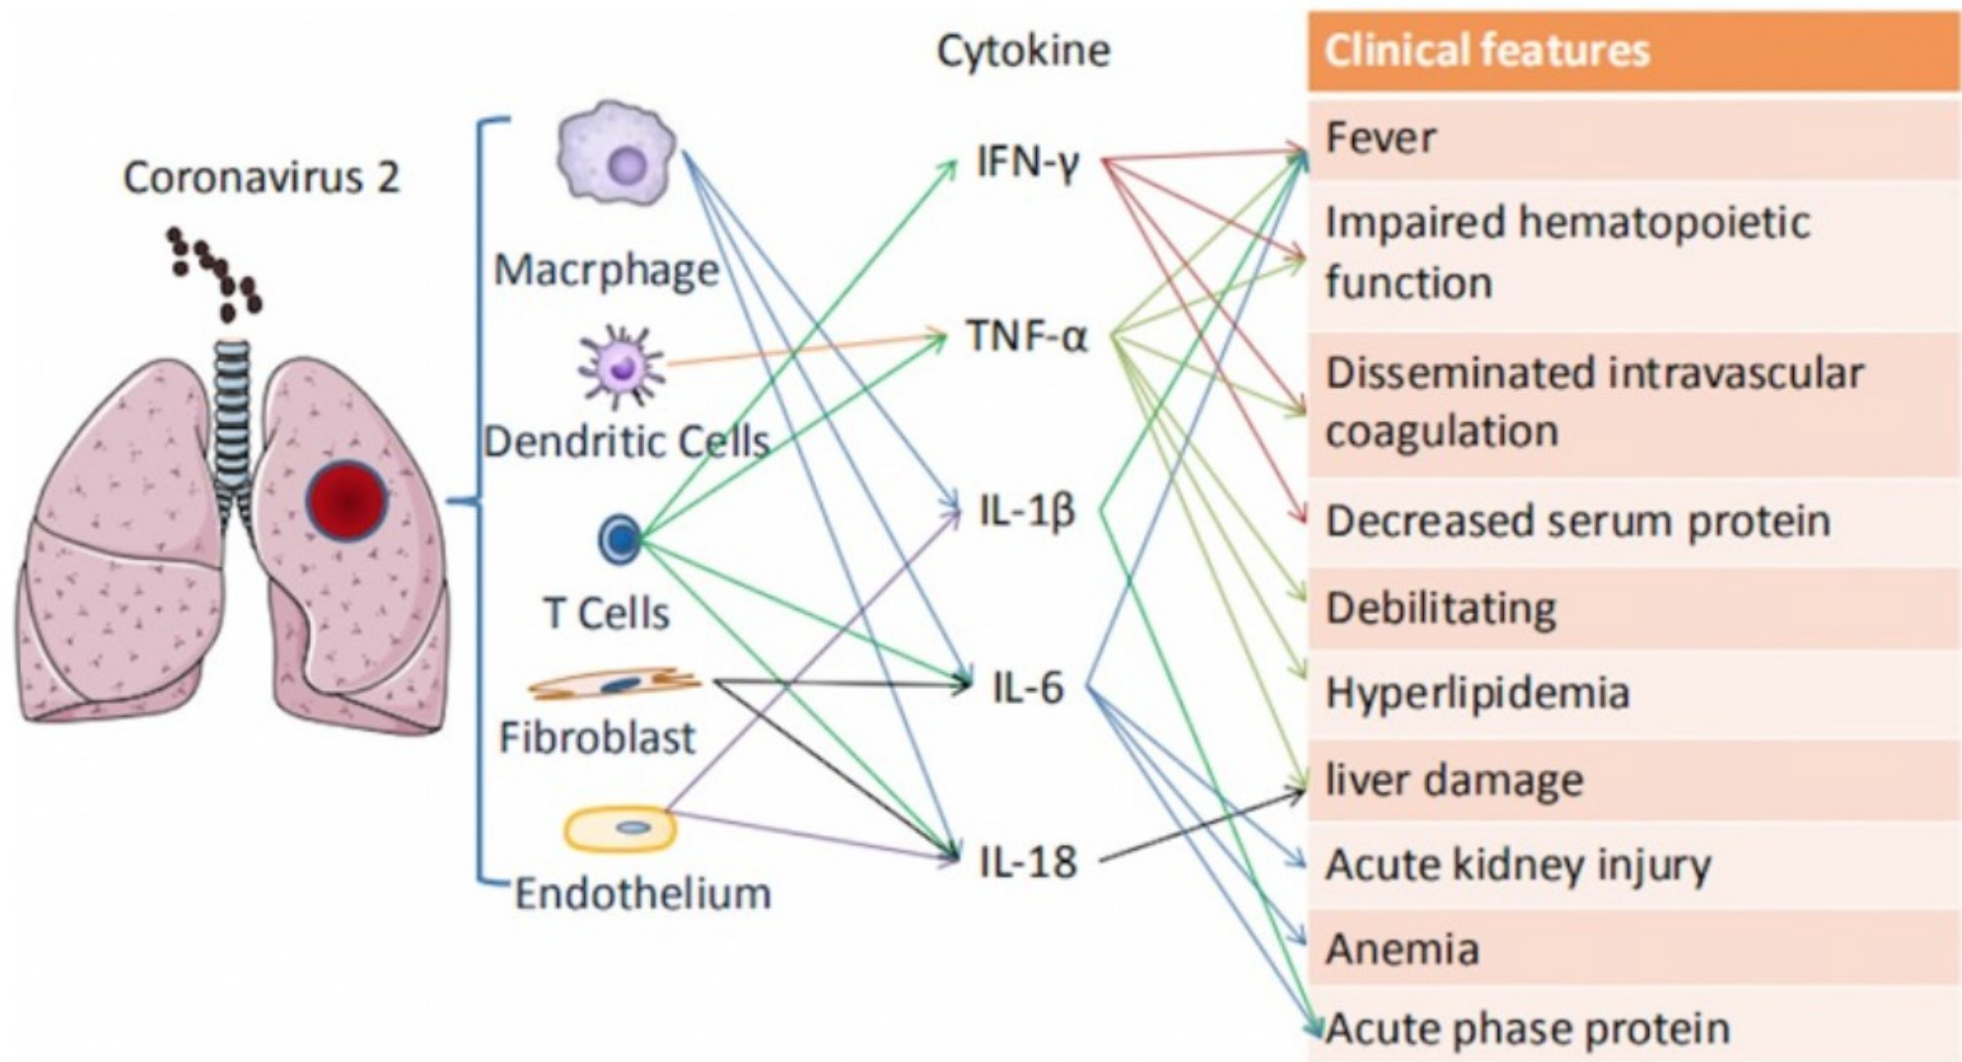 Coronavirus 2
Macrphage
Dendritic Cells
T Cells
Fibroblast
Endothelium
Cytokine
IFN-γ
TNF-α
IL-1β
IL-6
IL-18
Clinical features
Fever
Impaired hematopoietic
function
Disseminated intravascular
coagulation
Decreased serum protein
Debilitating
Hyperlipidemia
liver damage
Acute kidney injury
Anemia
Acute phase protein